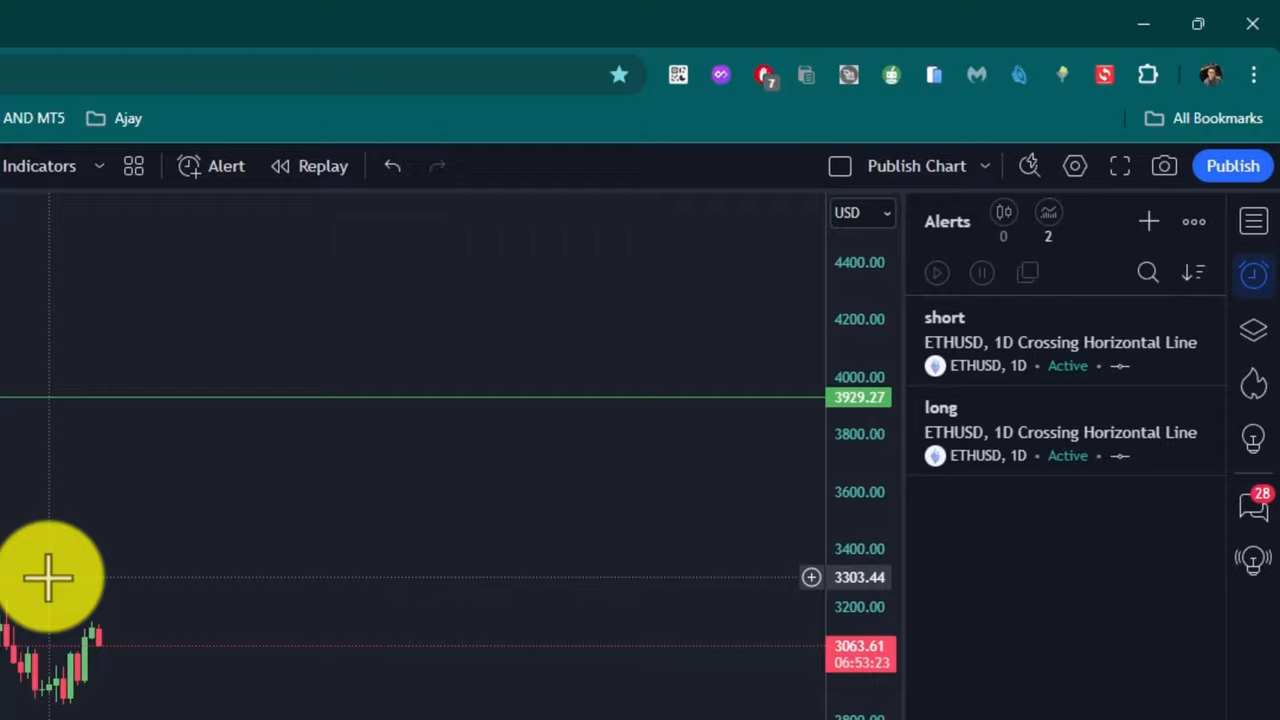 7
AND MT5 Ajay All Bookmarks
Indicators Alert Replay Publish Chart Publish
USD
Alerts
0 2
4400.00
4200.00
4000.00
3929.27
3800.00
3600.00
3400.00
3303.44
3200.00
3063.61
06:53:23
2800.00
short
ETHUSD, 1D Crossing Horizontal Line
ETHUSD, 1D • Active •
long
ETHUSD, 1D Crossing Horizontal Line
ETHUSD, 1D • Active •
28